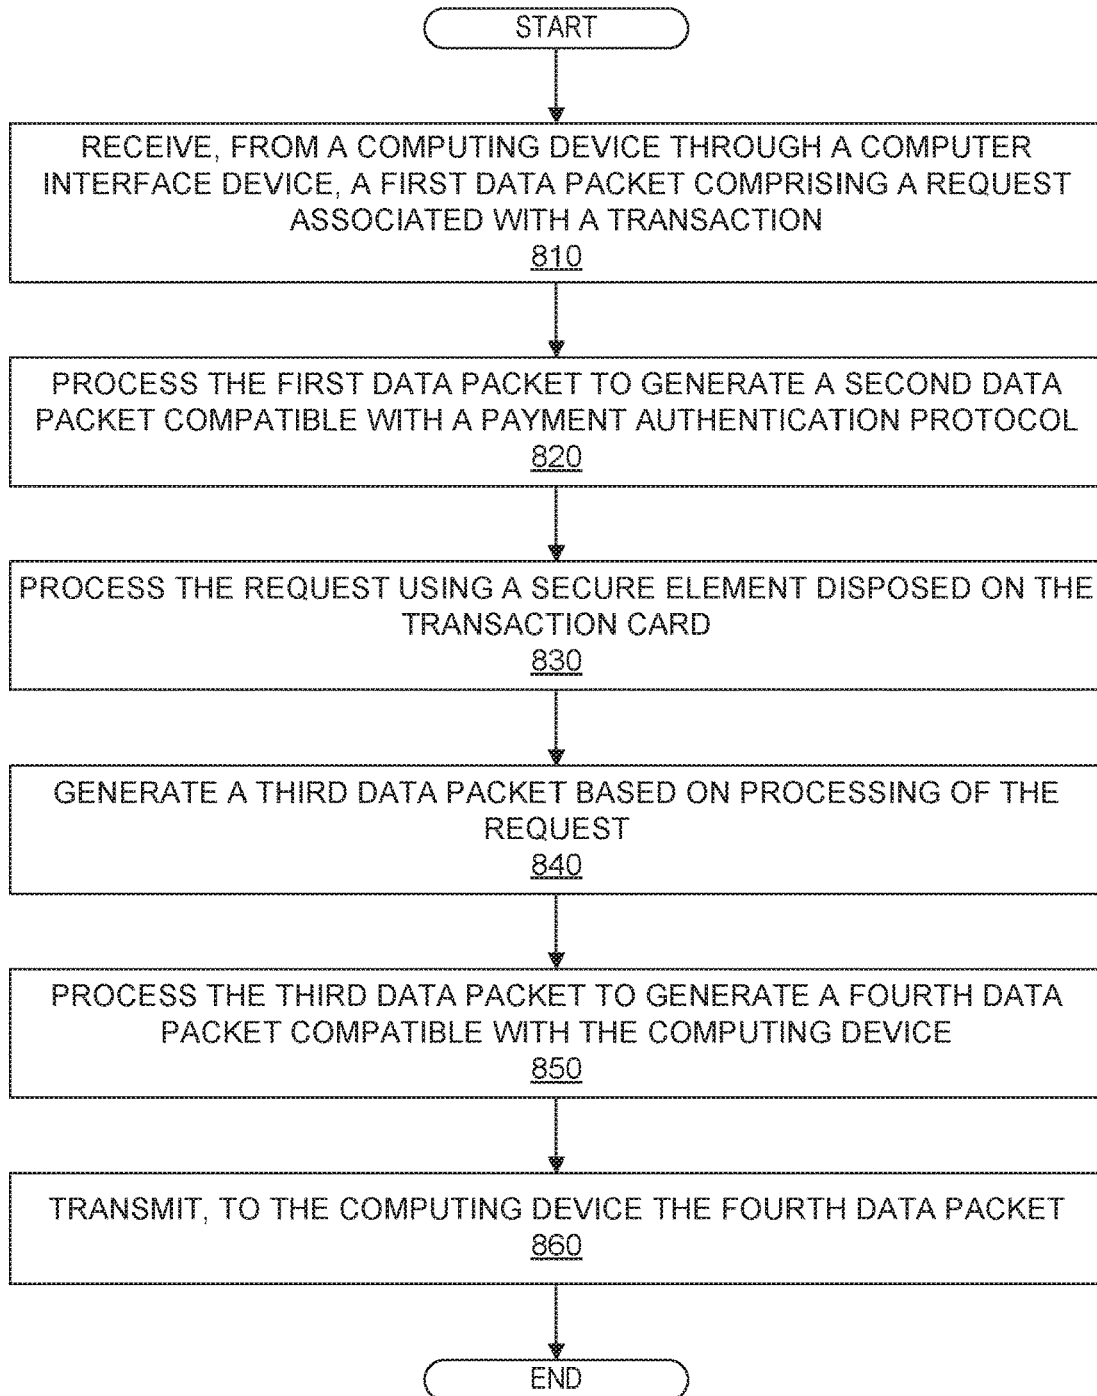 START
RECEIVE, FROM A COMPUTING DEVICE THROUGH A COMPUTER
INTERFACE DEVICE, A FIRST DATA PACKET COMPRISING A REQUEST
ASSOCIATED WITH A TRANSACTION
810
PROCESS THE FIRST DATA PACKET TO GENERATE A SECOND DATA
PACKET COMPATIBLE WITH A PAYMENT AUTHENTICATION PROTOCOL
820
PROCESS THE REQUEST USING A SECURE ELEMENT DISPOSED ON THE
TRANSACTION CARD
830
GENERATE A THIRD DATA PACKET BASED ON PROCESSING OF THE
REQUEST
840
PROCESS THE THIRD DATA PACKET TO GENERATE A FOURTH DATA
PACKET COMPATIBLE WITH THE COMPUTING DEVICE
850
TRANSMIT, TO THE COMPUTING DEVICE THE FOURTH DATA PACKET
860
END